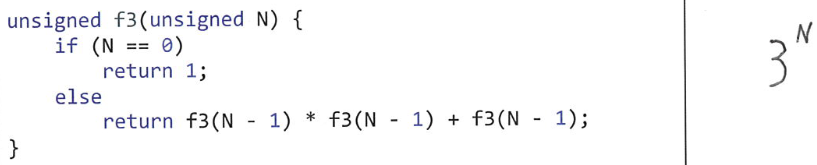 unsigned f3(unsigned N) {
    if (N == 0)
        return 1;
    else
        return f3(N - 1) * f3(N - 1) + f3(N - 1);
}
3^N